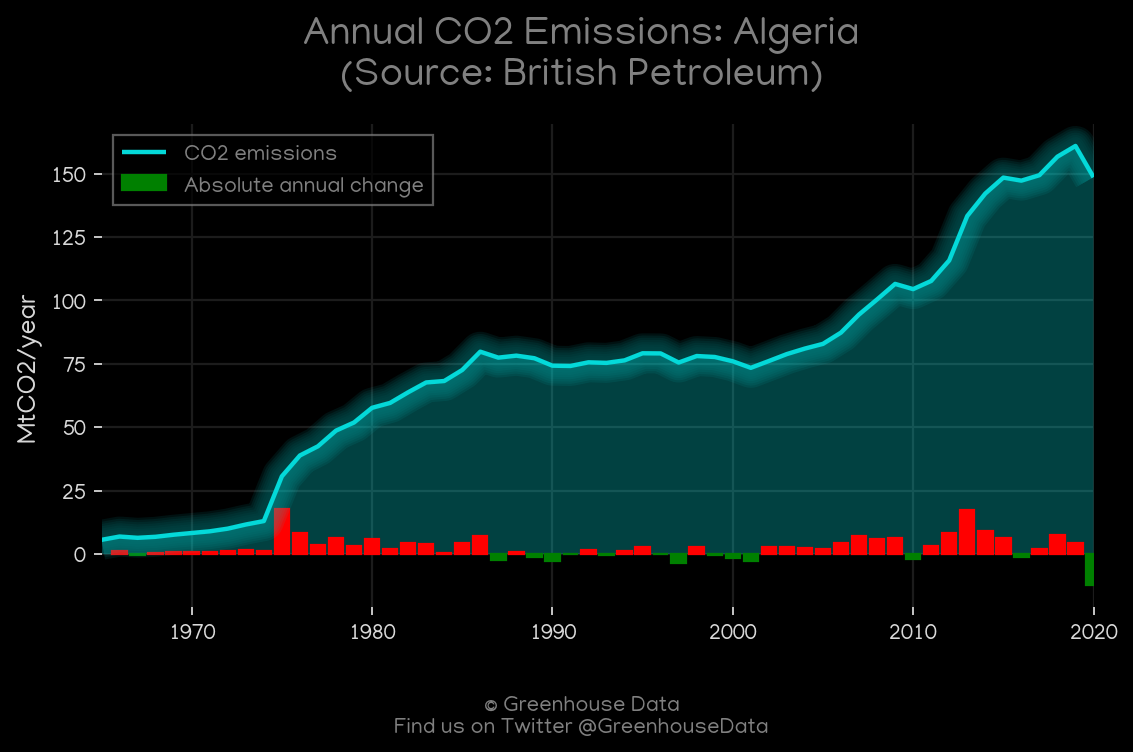 Annual CO2 Emissions: Algeria
(Source: British Petroleum)
CO2 emissions
Absolute annual change
MtCO2/year
150
125
100
75
50
25
0
1970 1980 1990 2000 2010 2020
© Greenhouse Data
Find us on Twitter @GreenhouseData